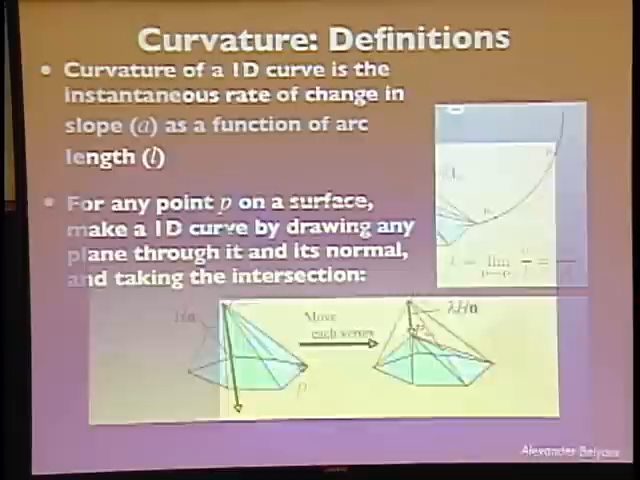 Curvature: Definitions
• Curvature of a 1D curve is the
instantaneous rate of change in
slope (a) as a function of arc
length (l)
• For any point p on a surface,
make a 1D curve by drawing any
plane through it and its normal,
and taking the intersection:
lim
Move
each vertex
λHn
p
Alexander